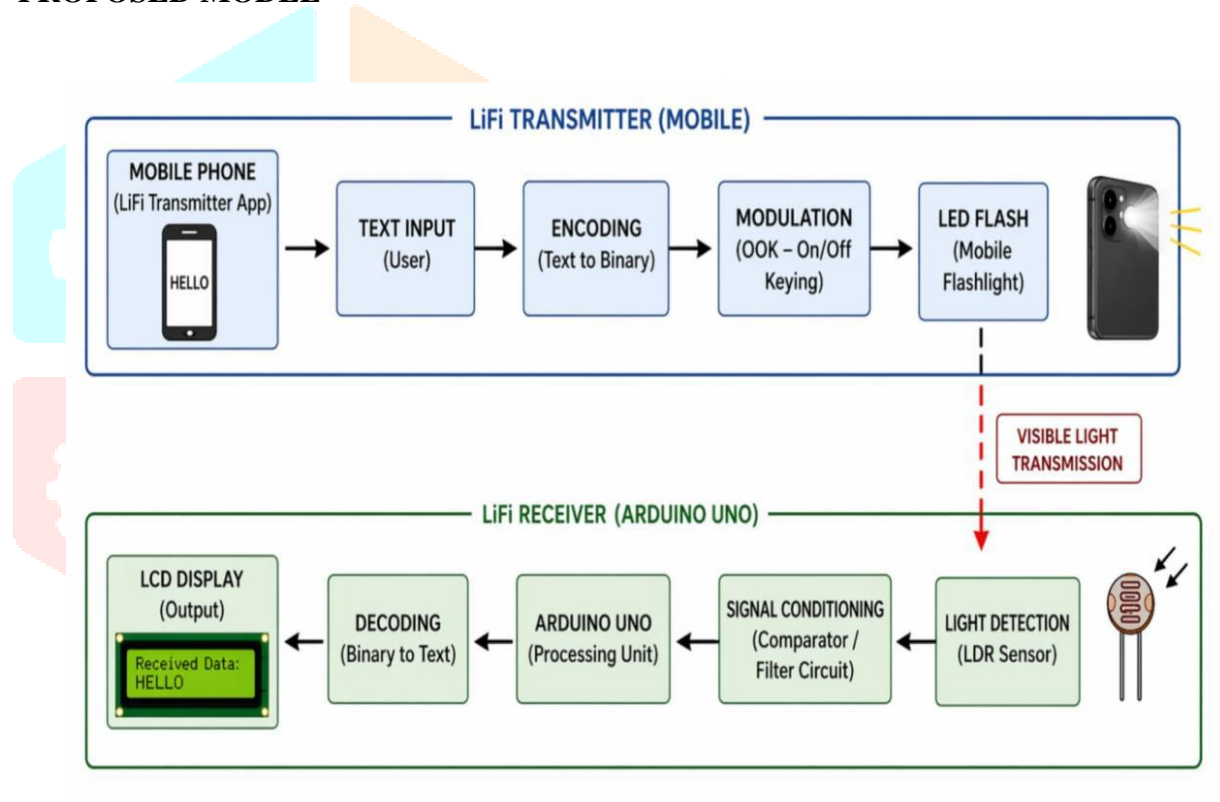 PROPOSED MODEL
LiFi TRANSMITTER (MOBILE)
MOBILE PHONE
(LiFi Transmitter App)
HELLO
TEXT INPUT
(User)
ENCODING
(Text to Binary)
MODULATION
(OOK – On/Off
Keying)
LED FLASH
(Mobile
Flashlight)
VISIBLE LIGHT
TRANSMISSION
LiFi RECEIVER (ARDUINO UNO)
LCD DISPLAY
(Output)
Received Data:
HELLO
DECODING
(Binary to Text)
ARDUINO UNO
(Processing Unit)
SIGNAL CONDITIONING
(Comparator /
Filter Circuit)
LIGHT DETECTION
(LDR Sensor)